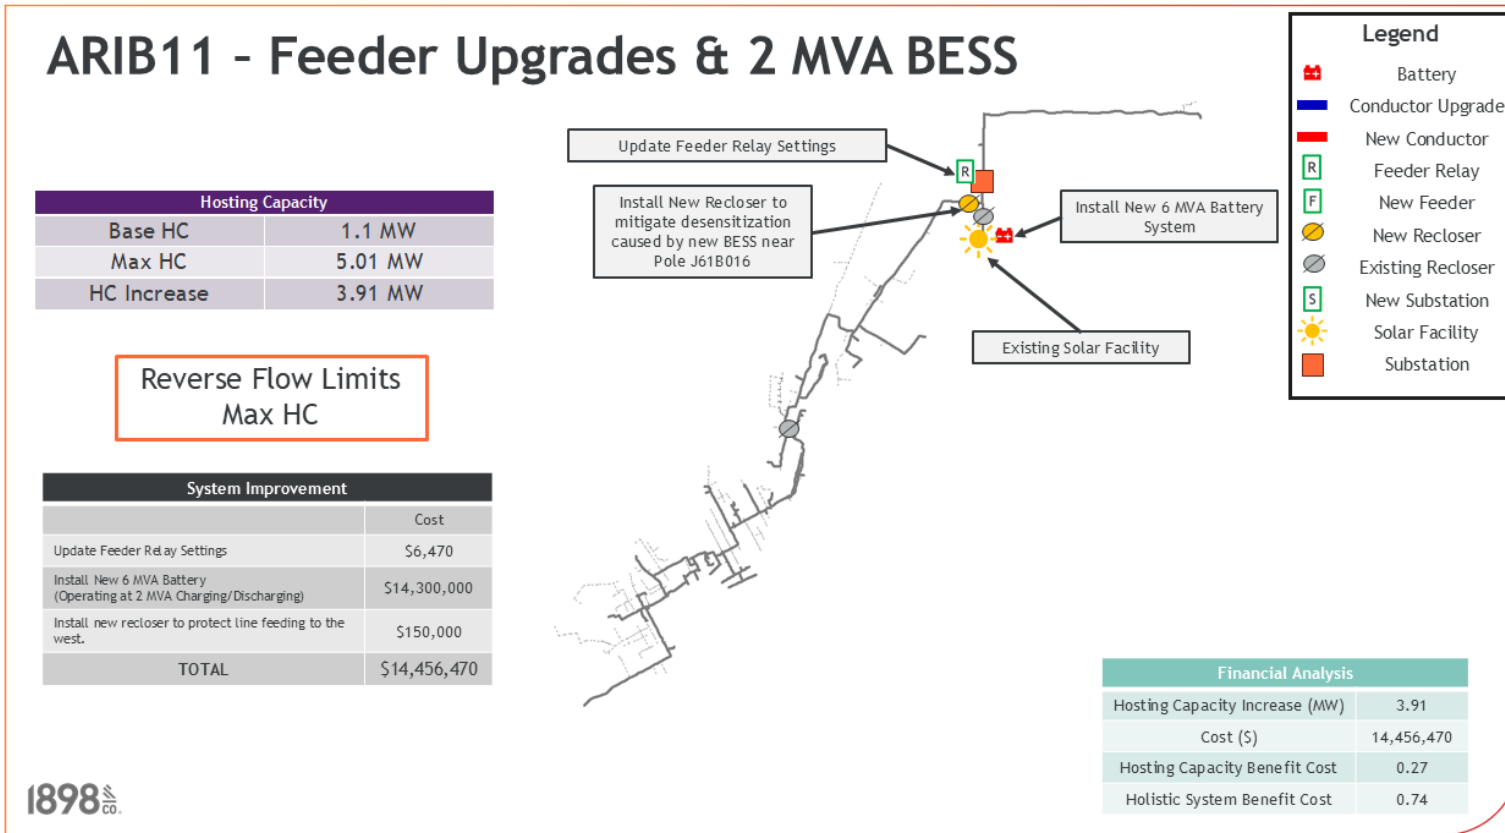 ARIB11 – Feeder Upgrades & 2 MVA BESS
Hosting Capacity
Base HC 1.1 MW
Max HC 5.01 MW
HC Increase 3.91 MW
Reverse Flow Limits
Max HC
System Improvement
Cost
Update Feeder Relay Settings $6,470
Install New 6 MVA Battery
(Operating at 2 MVA Charging/Discharging) $14,300,000
Install new recloser to protect line feeding to the
west. $150,000
TOTAL $14,456,470
Update Feeder Relay Settings
Install New Recloser to
mitigate desensitization
caused by new BESS near
Pole J61B016
R
Install New 6 MVA Battery
System
Existing Solar Facility
Legend
Battery
Conductor Upgrade
New Conductor
R Feeder Relay
F New Feeder
New Recloser
Existing Recloser
S New Substation
Solar Facility
Substation
Financial Analysis
Hosting Capacity Increase (MW) 3.91
Cost ($) 14,456,470
Hosting Capacity Benefit Cost 0.27
Holistic System Benefit Cost 0.74
1898 & CO.